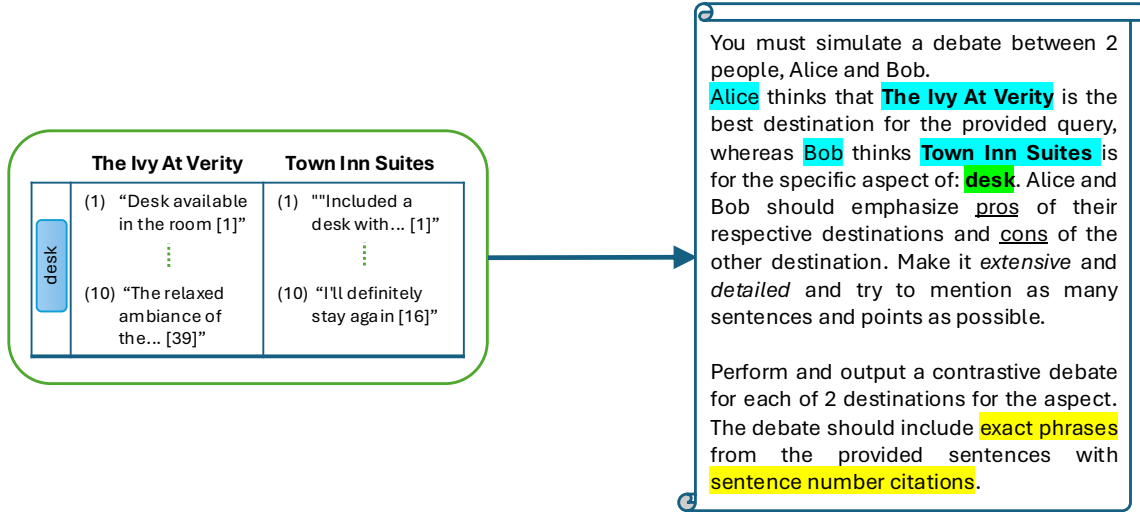 The Ivy At Verity
Town Inn Suites
desk
(1) “Desk available
in the room [1]”
(10) “The relaxed
ambiance of
the... [39]”
(1) ““Included a
desk with... [1]”
(10) “I'll definitely
stay again [16]”
You must simulate a debate between 2
people, Alice and Bob.
Alice thinks that The Ivy At Verity is the
best destination for the provided query,
whereas Bob thinks Town Inn Suites is
for the specific aspect of: desk. Alice and
Bob should emphasize pros of their
respective destinations and cons of the
other destination. Make it extensive and
detailed and try to mention as many
sentences and points as possible.
Perform and output a contrastive debate
for each of 2 destinations for the aspect.
The debate should include exact phrases
from the provided sentences with
sentence number citations.